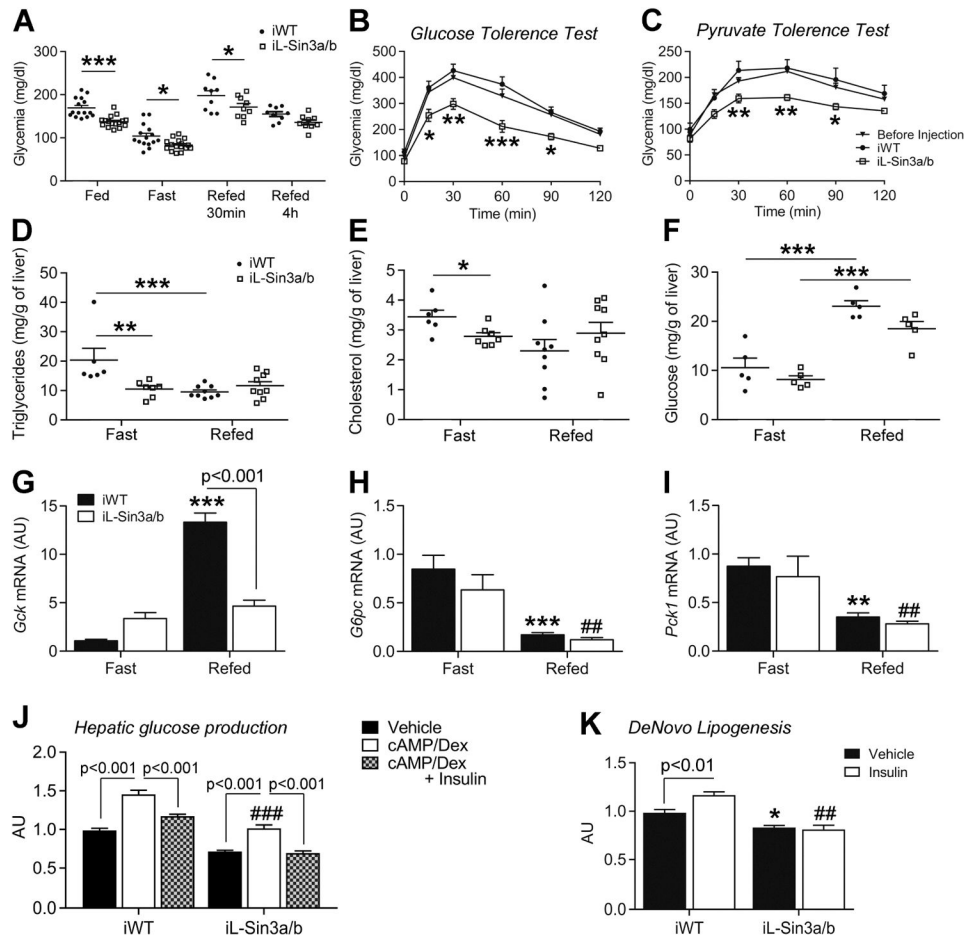 A
iWT
iL-Sin3a/b
Glycemia (mg/dl)
300
200
100
0
***
*
*
Fed
Fast
Refed
30min
Refed
4h
B
Glucose Tolerence Test
Glycemia (mg/dl)
500
400
300
200
100
0
*
**
***
*
0
30
60
90
120
Time (min)
C
Pyruvate Tolerence Test
Glycemia (mg/dl)
300
200
100
0
**
**
*
Before Injection
iWT
iL-Sin3a/b
0
30
60
90
120
Time (min)
D
iWT
iL-Sin3a/b
Triglycerides (mg/g of liver)
50
40
30
20
10
0
***
**
Fast
Refed
E
Cholesterol (mg/g of liver)
5
4
3
2
1
0
*
Fast
Refed
F
Glucose (mg/g of liver)
30
20
10
0
***
***
Fast
Refed
G
iWT
iL-Sin3a/b
p<0.001
***
Gck mRNA (AU)
15
10
5
0
Fast
Refed
H
G6pc mRNA (AU)
1.5
1.0
0.5
0.0
***
##
Fast
Refed
I
Pck1 mRNA (AU)
1.5
1.0
0.5
0.0
**
##
Fast
Refed
J
Hepatic glucose production
Vehicle
cAMP/Dex
cAMP/Dex
+ Insulin
AU
2.0
1.5
1.0
0.5
0.0
p<0.001
p<0.001
p<0.001
p<0.001
###
iWT
iL-Sin3a/b
K
DeNovo Lipogenesis
Vehicle
Insulin
AU
1.5
1.0
0.5
0.0
p<0.01
*
##
iWT
iL-Sin3a/b